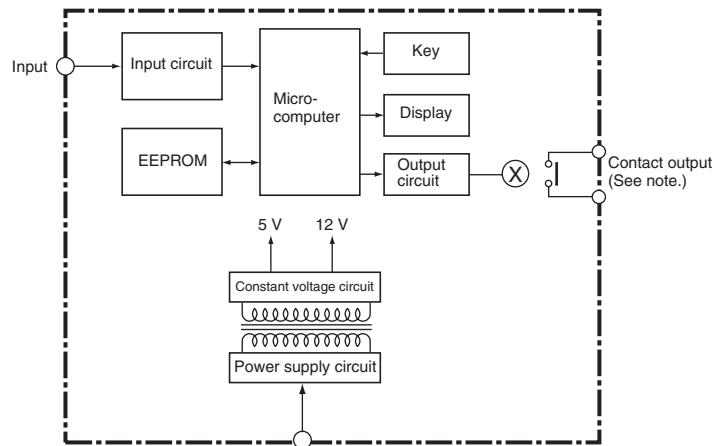 Input
Input circuit
Micro-
computer
Key
Display
EEPROM
Output
circuit
X
Contact output
(See note.)
5 V
12 V
Constant voltage circuit
Power supply circuit